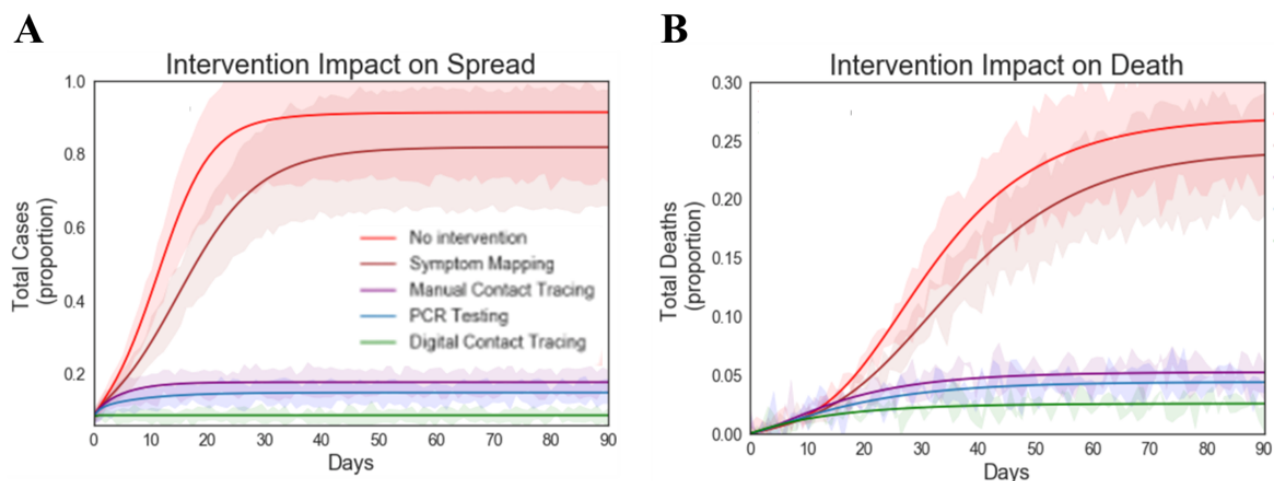 A
Intervention Impact on Spread
1.0
0.8
0.6
0.4
0.2
Total Cases
(proportion)
No intervention
Symptom Mapping
Manual Contact Tracing
PCR Testing
Digital Contact Tracing
0 10 20 30 40 50 60 70 80 90
Days
B
Intervention Impact on Death
0.30
0.25
0.20
0.15
0.10
0.05
0.00
Total Deaths
(proportion)
0 10 20 30 40 50 60 70 80 90
Days